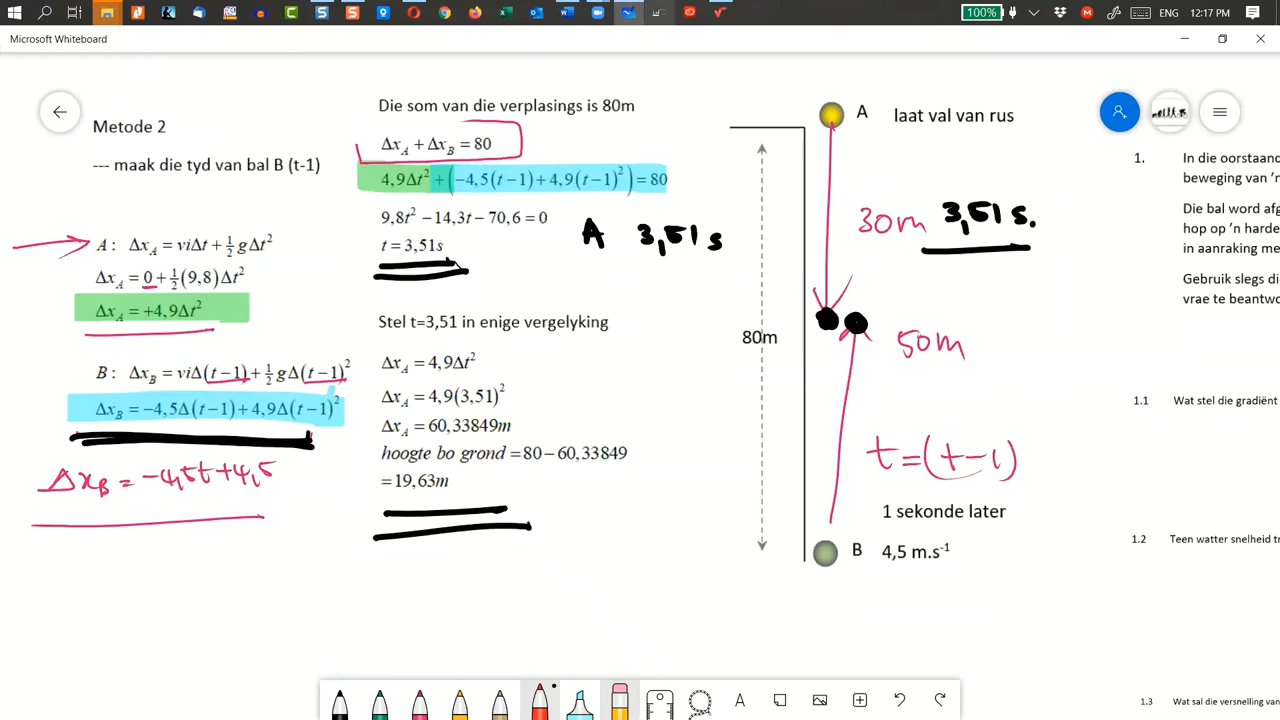 100%
ENG
12:17 PM
Microsoft Whiteboard
Metode 2
--- maak die tyd van bal B (t-1)
A: Δx_A = viΔt + ½gΔt²
Δx_A = 0 + ½(9,8)Δt²
Δx_A = +4,9Δt²
B: Δx_B = viΔ(t−1) + ½gΔ(t−1)²
Δx_B = −4,5Δ(t−1) + 4,9Δ(t−1)²
Δx_B = −4,5t+4,5
Die som van die verplasings is 80m
Δx_A + Δx_B = 80
4,9Δt² + (−4,5(t−1) + 4,9(t−1)²) = 80
9,8t² − 14,3t − 70,6 = 0
t = 3,51s
A 3,51 s
Stel t=3,51 in enige vergelyking
Δx_A = 4,9Δt²
Δx_A = 4,9(3,51)²
Δx_A = 60,33849m
hoogte bo grond = 80 − 60,33849
= 19,63m
A laat val van rus
30m 3,51 s.
80m
50m
t = (t−1)
1 sekonde later
B 4,5 m.s⁻¹
1. In die oorstaand
beweging van 'n
Die bal word afg
hop op 'n harde
in aanraking me
Gebruik slegs di
vrae te beantwo
1.1 Wat stel die gradiënt
1.2 Teen watter snelheid t
1.3 Wat sal die versnelling va